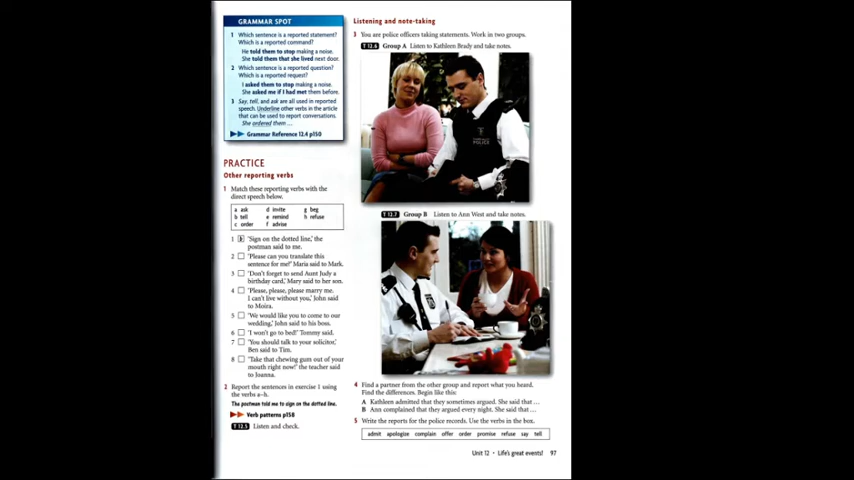 GRAMMAR SPOT
1 Which sentence is a reported statement?
Which is a reported command?
He told them to stop making a noise.
She told them that she lived next door.
2 Which sentence is a reported question?
Which is a reported request?
I asked them to stop making a noise.
She asked me if I had met them before.
3 Say, tell, and ask are all used in reported
speech. Underline other verbs in the article
that can be used to report conversations.
She ordered them …
Grammar Reference 12.4 p150
PRACTICE
Other reporting verbs
1 Match these reporting verbs with the
direct speech below.
a ask d invite g beg
b tell e remind h refuse
c order f advise
1 b 'Sign on the dotted line,' the
postman said to me.
2 'Please can you translate this
sentence for me?' Maria said to Mark.
3 'Don't forget to send Aunt Judy a
birthday card,' Mary said to her son.
4 'Please, please, please marry me.
I can't live without you,' John said
to Moira.
5 'We would like you to come to our
wedding,' John said to his boss.
6 'I won't go to bed!' Tommy said.
7 'You should talk to your solicitor,'
Ben said to Tim.
8 'Take that chewing gum out of your
mouth right now!' the teacher said
to Joanna.
2 Report the sentences in exercise 1 using
the verbs a–h.
The postman told me to sign on the dotted line.
Verb patterns p158
T 12.5 Listen and check.
Listening and note-taking
3 You are police officers taking statements. Work in two groups.
T 12.6 Group A Listen to Kathleen Brady and take notes.
POLICE
T 12.7 Group B Listen to Ann West and take notes.
4 Find a partner from the other group and report what you heard.
Find the differences. Begin like this:
A Kathleen admitted that they sometimes argued. She said that …
B Ann complained that they argued every night. She said that …
5 Write the reports for the police records. Use the verbs in the box.
admit apologize complain offer order promise refuse say tell
Unit 12 • Life's great events! 97